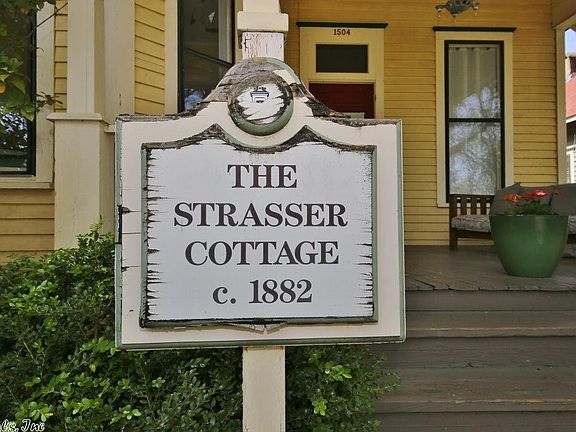 1504
THE
STRASSER
COTTAGE
c. 1882